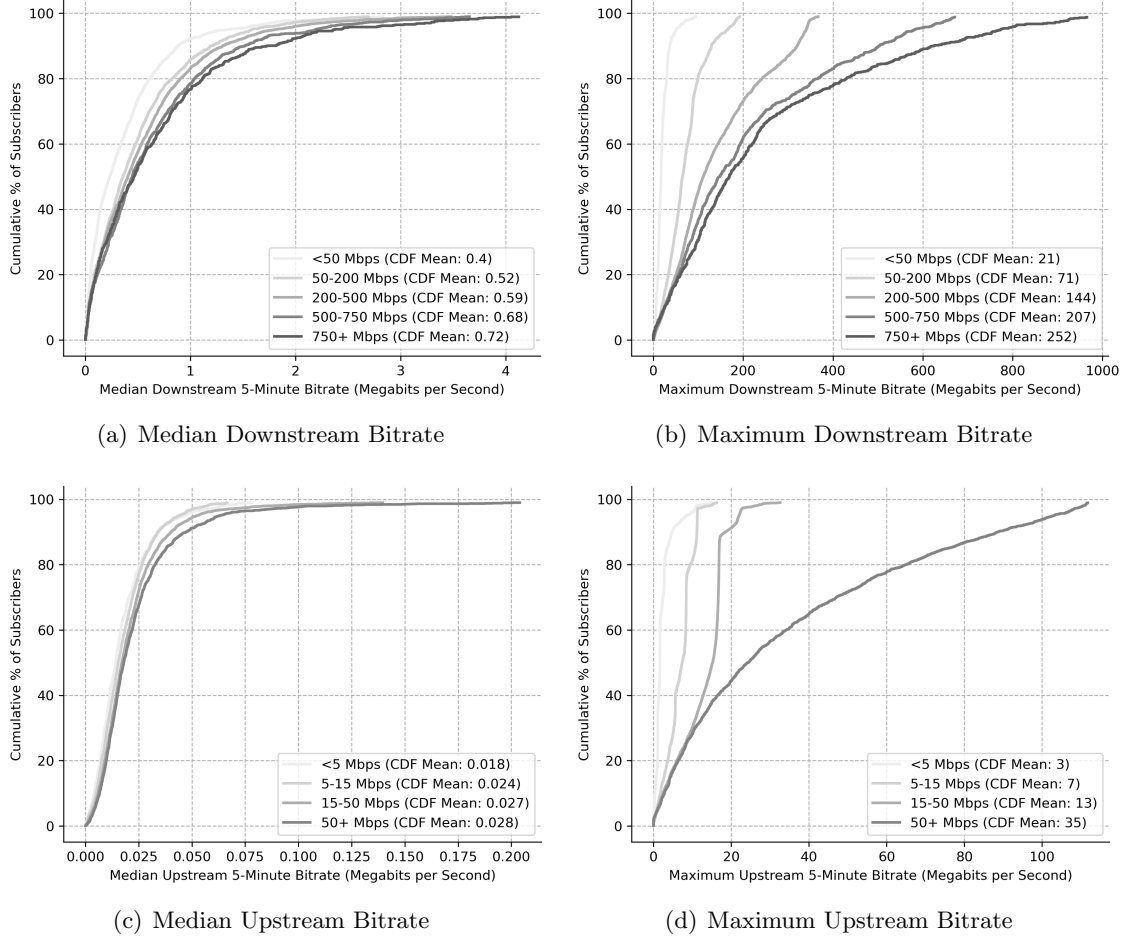 100
80
60
40
20
0
Cumulative % of Subscribers
<50 Mbps (CDF Mean: 0.4)
50-200 Mbps (CDF Mean: 0.52)
200-500 Mbps (CDF Mean: 0.59)
500-750 Mbps (CDF Mean: 0.68)
750+ Mbps (CDF Mean: 0.72)
0 1 2 3 4
Median Downstream 5-Minute Bitrate (Megabits per Second)
(a) Median Downstream Bitrate
100
80
60
40
20
0
Cumulative % of Subscribers
<50 Mbps (CDF Mean: 21)
50-200 Mbps (CDF Mean: 71)
200-500 Mbps (CDF Mean: 144)
500-750 Mbps (CDF Mean: 207)
750+ Mbps (CDF Mean: 252)
0 200 400 600 800 1000
Maximum Downstream 5-Minute Bitrate (Megabits per Second)
(b) Maximum Downstream Bitrate
100
80
60
40
20
0
Cumulative % of Subscribers
<5 Mbps (CDF Mean: 0.018)
5-15 Mbps (CDF Mean: 0.024)
15-50 Mbps (CDF Mean: 0.027)
50+ Mbps (CDF Mean: 0.028)
0.000 0.025 0.050 0.075 0.100 0.125 0.150 0.175 0.200
Median Upstream 5-Minute Bitrate (Megabits per Second)
(c) Median Upstream Bitrate
100
80
60
40
20
0
Cumulative % of Subscribers
<5 Mbps (CDF Mean: 3)
5-15 Mbps (CDF Mean: 7)
15-50 Mbps (CDF Mean: 13)
50+ Mbps (CDF Mean: 35)
0 20 40 60 80 100
Maximum Upstream 5-Minute Bitrate (Megabits per Second)
(d) Maximum Upstream Bitrate